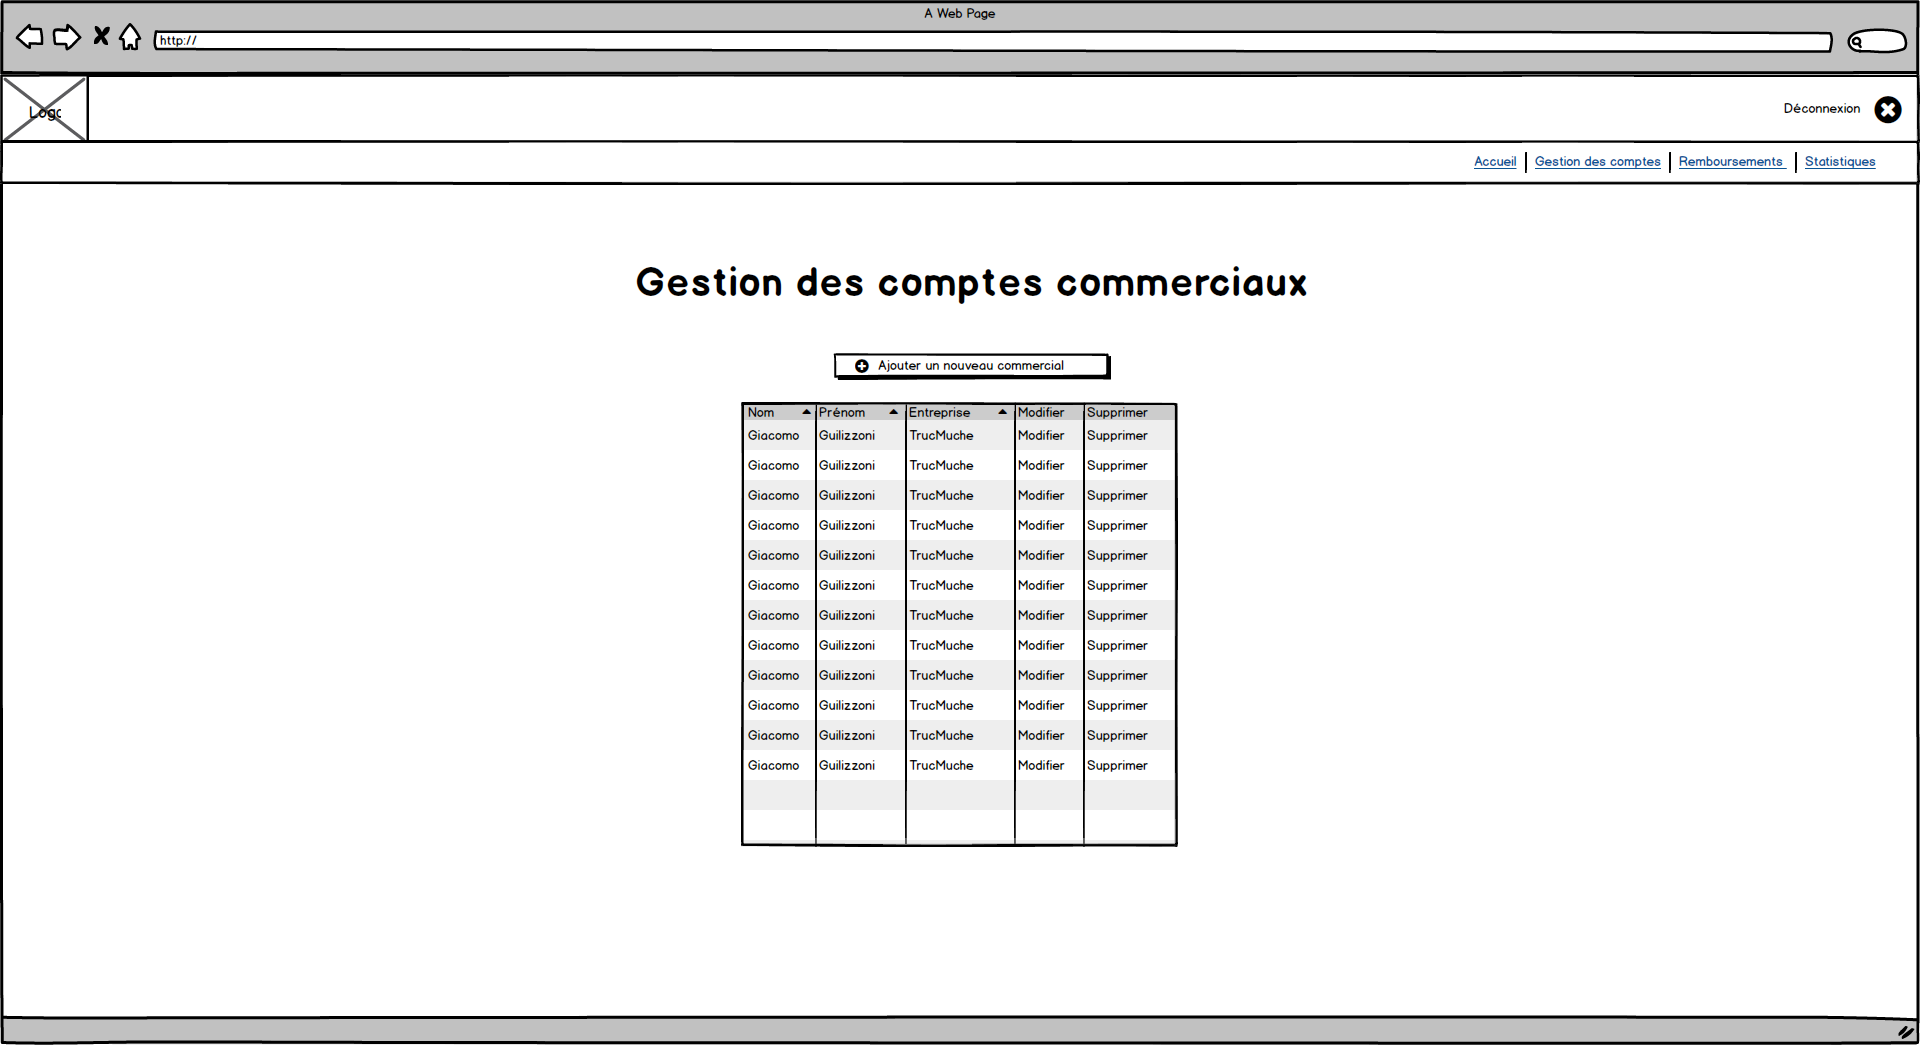 A Web Page
http://
Logo
Déconnexion
Accueil Gestion des comptes Remboursements Statistiques
Gestion des comptes commerciaux
Ajouter un nouveau commercial
Nom Prénom Entreprise Modifier Supprimer
Giacomo Guilizzoni TrucMuche Modifier Supprimer
Giacomo Guilizzoni TrucMuche Modifier Supprimer
Giacomo Guilizzoni TrucMuche Modifier Supprimer
Giacomo Guilizzoni TrucMuche Modifier Supprimer
Giacomo Guilizzoni TrucMuche Modifier Supprimer
Giacomo Guilizzoni TrucMuche Modifier Supprimer
Giacomo Guilizzoni TrucMuche Modifier Supprimer
Giacomo Guilizzoni TrucMuche Modifier Supprimer
Giacomo Guilizzoni TrucMuche Modifier Supprimer
Giacomo Guilizzoni TrucMuche Modifier Supprimer
Giacomo Guilizzoni TrucMuche Modifier Supprimer
Giacomo Guilizzoni TrucMuche Modifier Supprimer